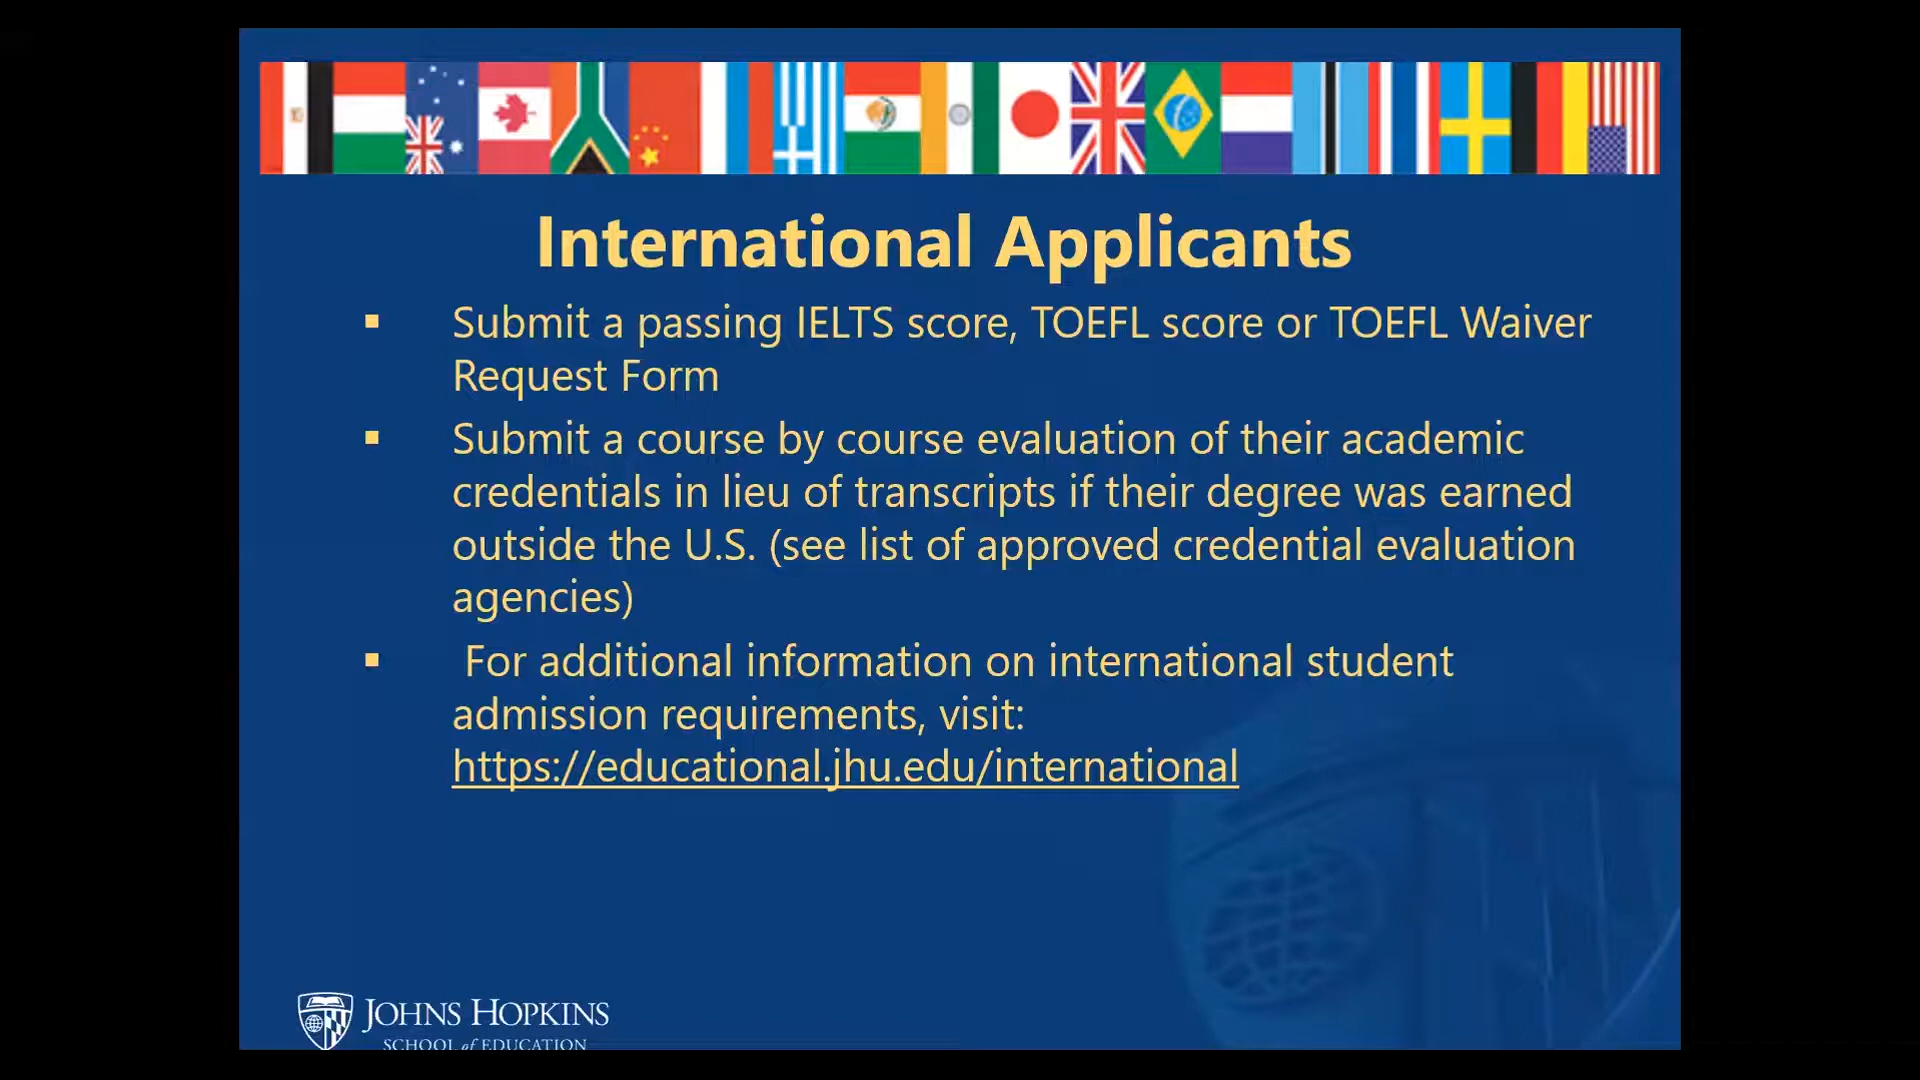 International Applicants
▪ Submit a passing IELTS score, TOEFL score or TOEFL Waiver
Request Form
▪ Submit a course by course evaluation of their academic
credentials in lieu of transcripts if their degree was earned
outside the U.S. (see list of approved credential evaluation
agencies)
▪ For additional information on international student
admission requirements, visit:
https://educational.jhu.edu/international
JOHNS HOPKINS
SCHOOL of EDUCATION